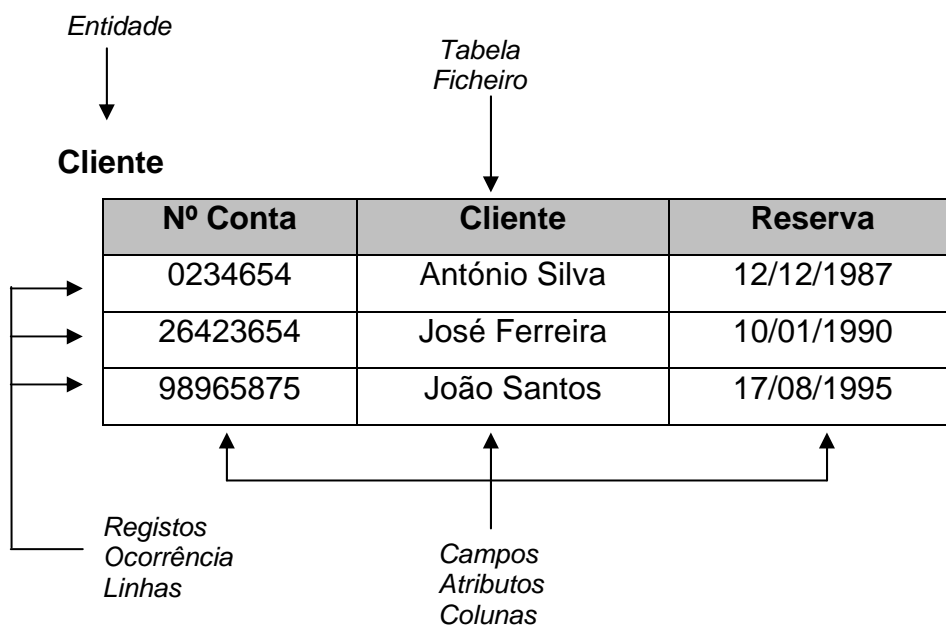 Entidade
Tabela
Ficheiro
Cliente
Nº Conta Cliente Reserva
0234654 António Silva 12/12/1987
26423654 José Ferreira 10/01/1990
98965875 João Santos 17/08/1995
Registos
Ocorrência
Linhas
Campos
Atributos
Colunas